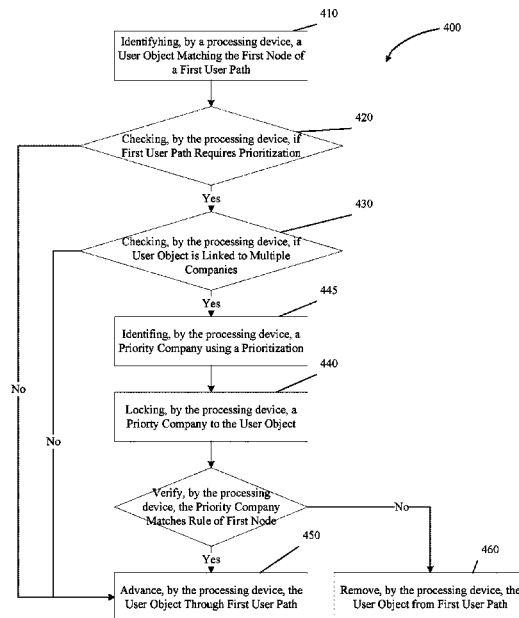 410
Identifyhing, by a processing device, a
User Object Matching the First Node of
a First User Path
400
420
Checking, by the processing device, if
First User Path Requires Prioritization
Yes
430
Checking, by the processing device, if
User Object is Linked to Multiple
Companies
Yes
445
Identifing, by the processing device, a
Priority Company using a Prioritization
No
440
No
Locking, by the processing device, a
Priorty Company to the User Object
Verify, by the processing
device, the Priority Company
Matches Rule of First Node
No
Yes
450
460
Advance, by the processing device, the
User Object Through First User Path
Remove, by the processing device, the
User Object from First User Path